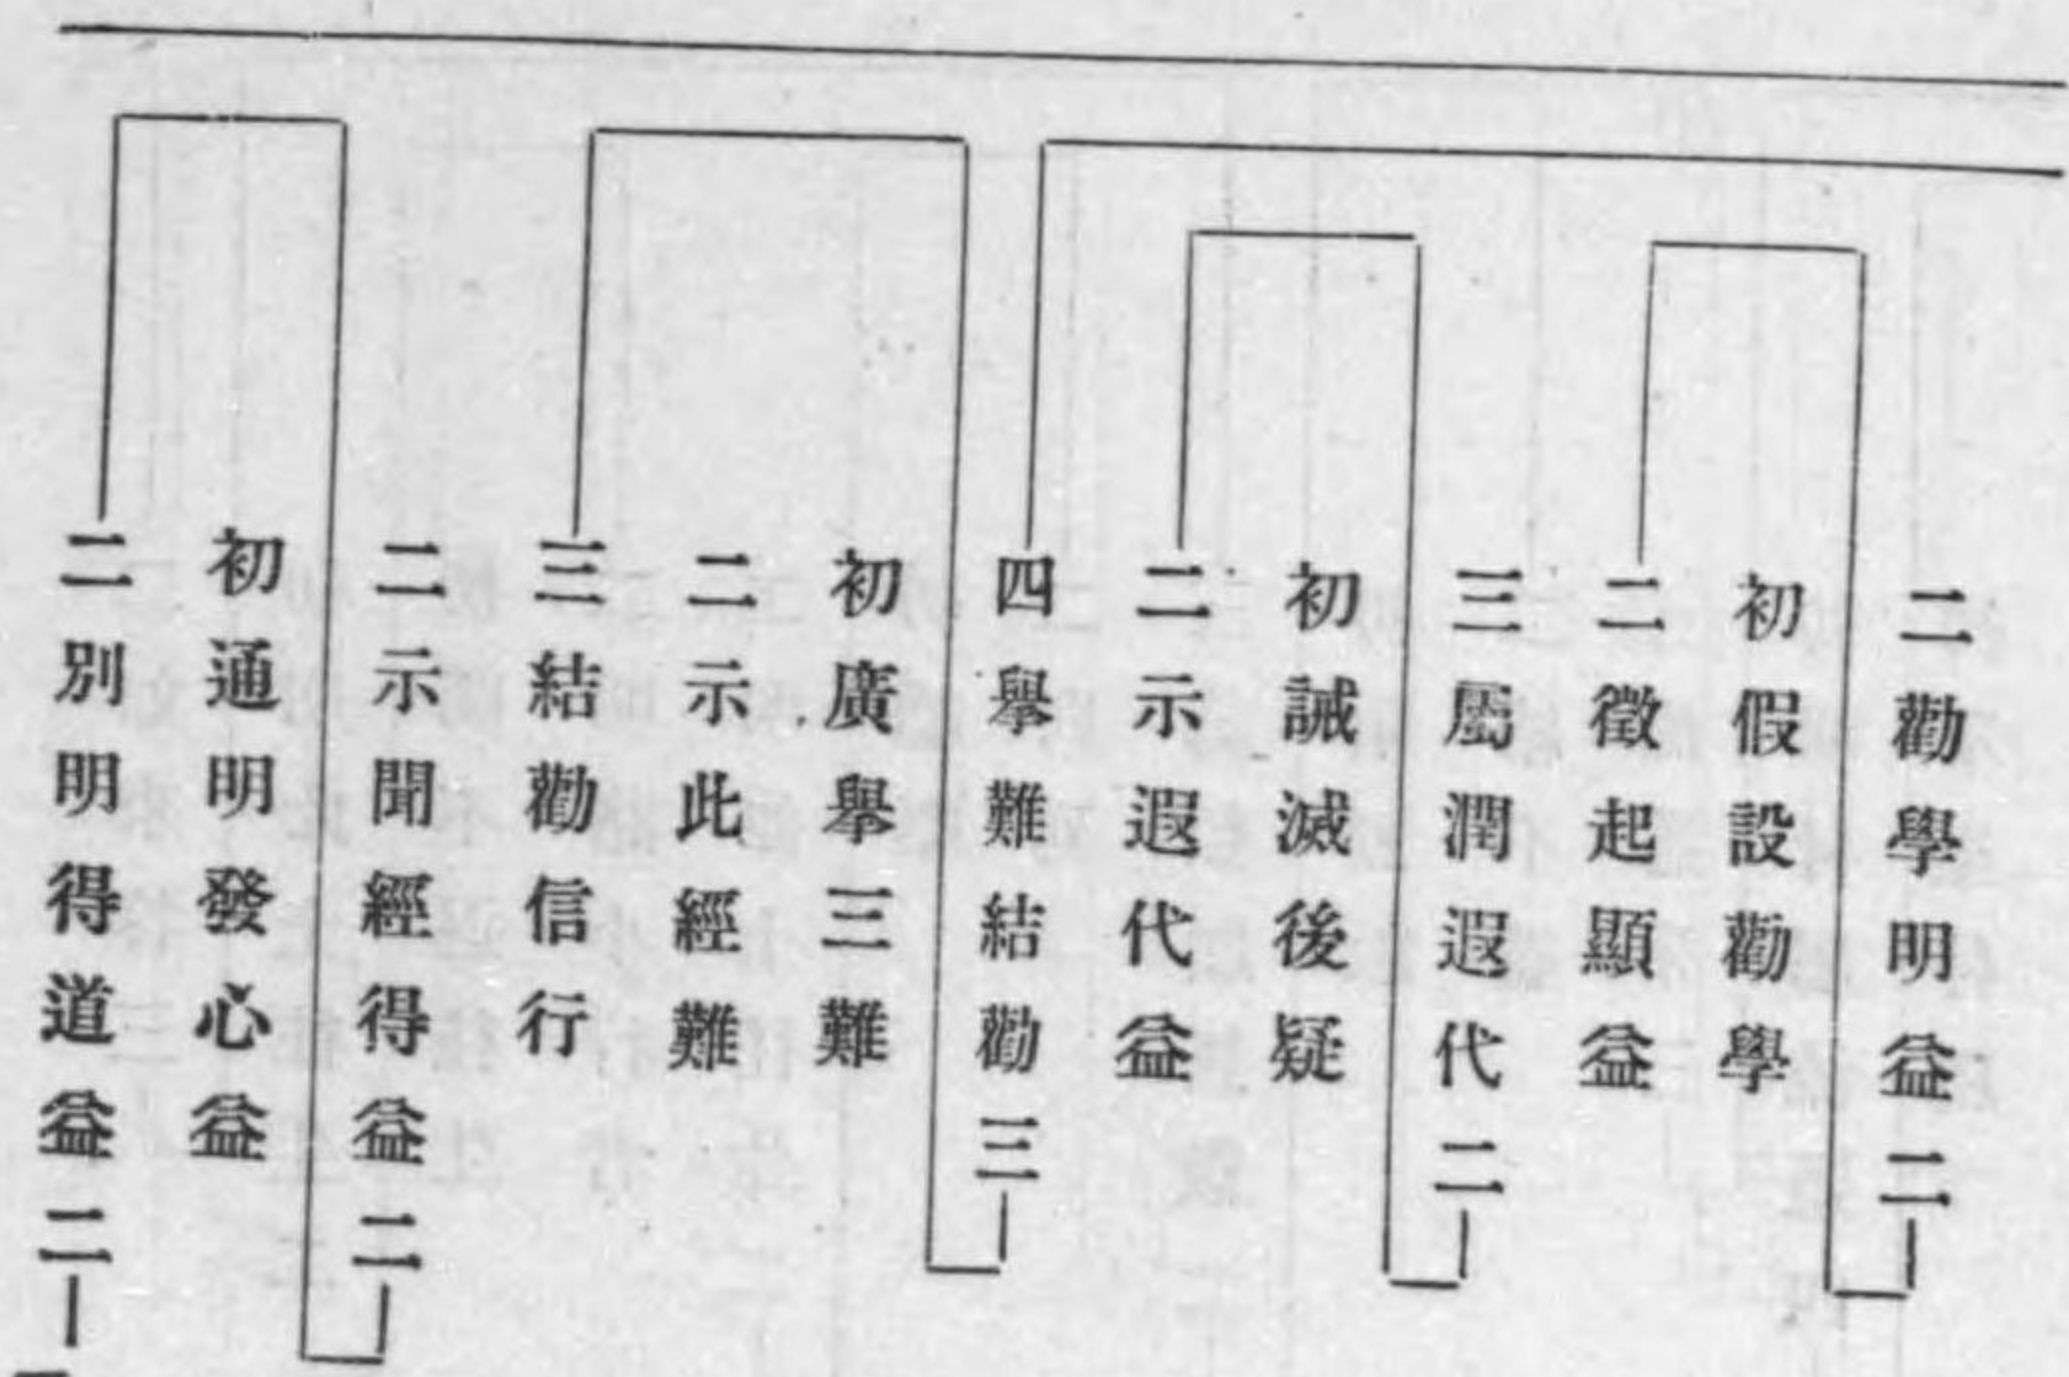 二勸學明益二
初假設勸學
二徵起顯益
三屬潤遐代二
初誡滅後疑
二示遐代益
四擧難結勸三
初廣擧三難
二示此經難
三結勸信行
二示聞經得益二
初通明發心益
二別明得道益二